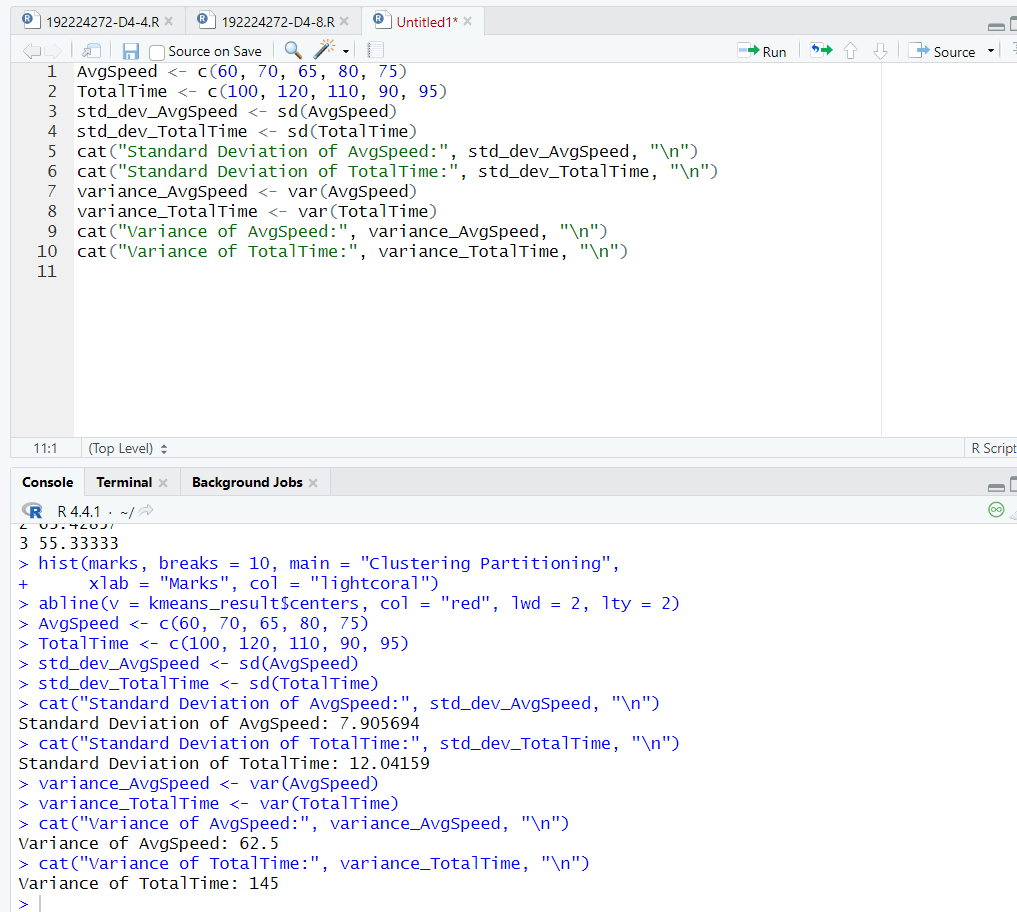 192224272-D4-4.R 192224272-D4-8.R Untitled1*
Source on Save Run Source
1 AvgSpeed <- c(60, 70, 65, 80, 75)
2 TotalTime <- c(100, 120, 110, 90, 95)
3 std_dev_AvgSpeed <- sd(AvgSpeed)
4 std_dev_TotalTime <- sd(TotalTime)
5 cat("Standard Deviation of AvgSpeed:", std_dev_AvgSpeed, "\n")
6 cat("Standard Deviation of TotalTime:", std_dev_TotalTime, "\n")
7 variance_AvgSpeed <- var(AvgSpeed)
8 variance_TotalTime <- var(TotalTime)
9 cat("Variance of AvgSpeed:", variance_AvgSpeed, "\n")
10 cat("Variance of TotalTime:", variance_TotalTime, "\n")
11
11:1 (Top Level) R Script
Console Terminal Background Jobs
R R 4.4.1 · ~/
3 55.33333
> hist(marks, breaks = 10, main = "Clustering Partitioning",
+ xlab = "Marks", col = "lightcoral")
> abline(v = kmeans_result$centers, col = "red", lwd = 2, lty = 2)
> AvgSpeed <- c(60, 70, 65, 80, 75)
> TotalTime <- c(100, 120, 110, 90, 95)
> std_dev_AvgSpeed <- sd(AvgSpeed)
> std_dev_TotalTime <- sd(TotalTime)
> cat("Standard Deviation of AvgSpeed:", std_dev_AvgSpeed, "\n")
Standard Deviation of AvgSpeed: 7.905694
> cat("Standard Deviation of TotalTime:", std_dev_TotalTime, "\n")
Standard Deviation of TotalTime: 12.04159
> variance_AvgSpeed <- var(AvgSpeed)
> variance_TotalTime <- var(TotalTime)
> cat("Variance of AvgSpeed:", variance_AvgSpeed, "\n")
Variance of AvgSpeed: 62.5
> cat("Variance of TotalTime:", variance_TotalTime, "\n")
Variance of TotalTime: 145
>